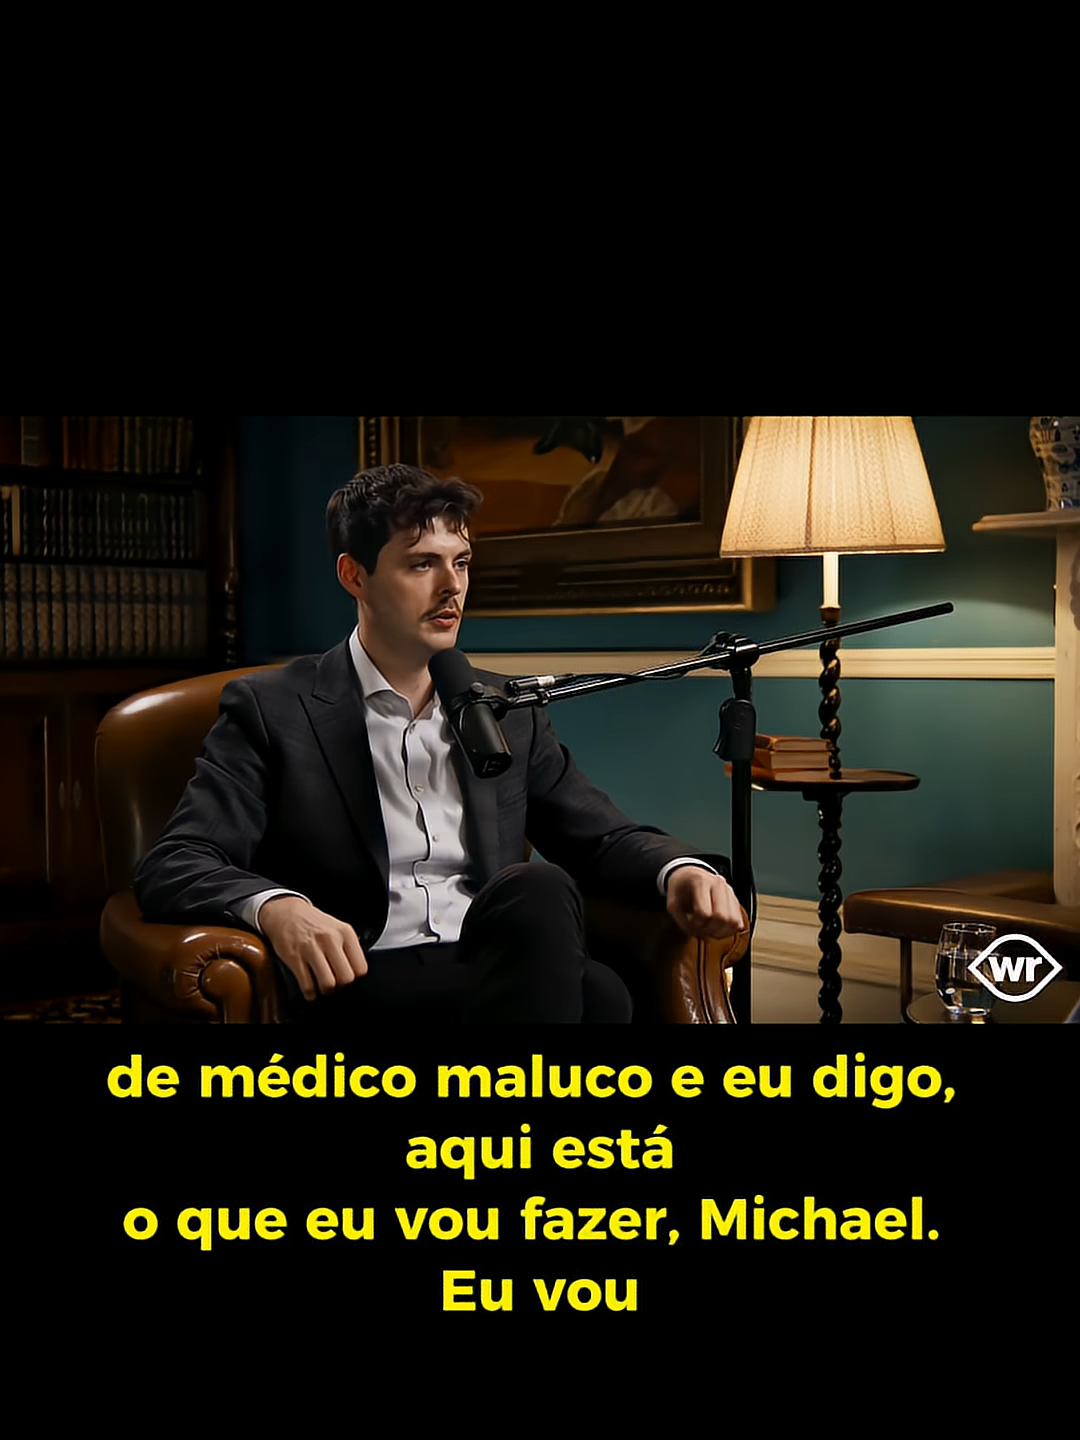 wr
de médico maluco e eu digo,
aqui está
o que eu vou fazer, Michael.
Eu vou